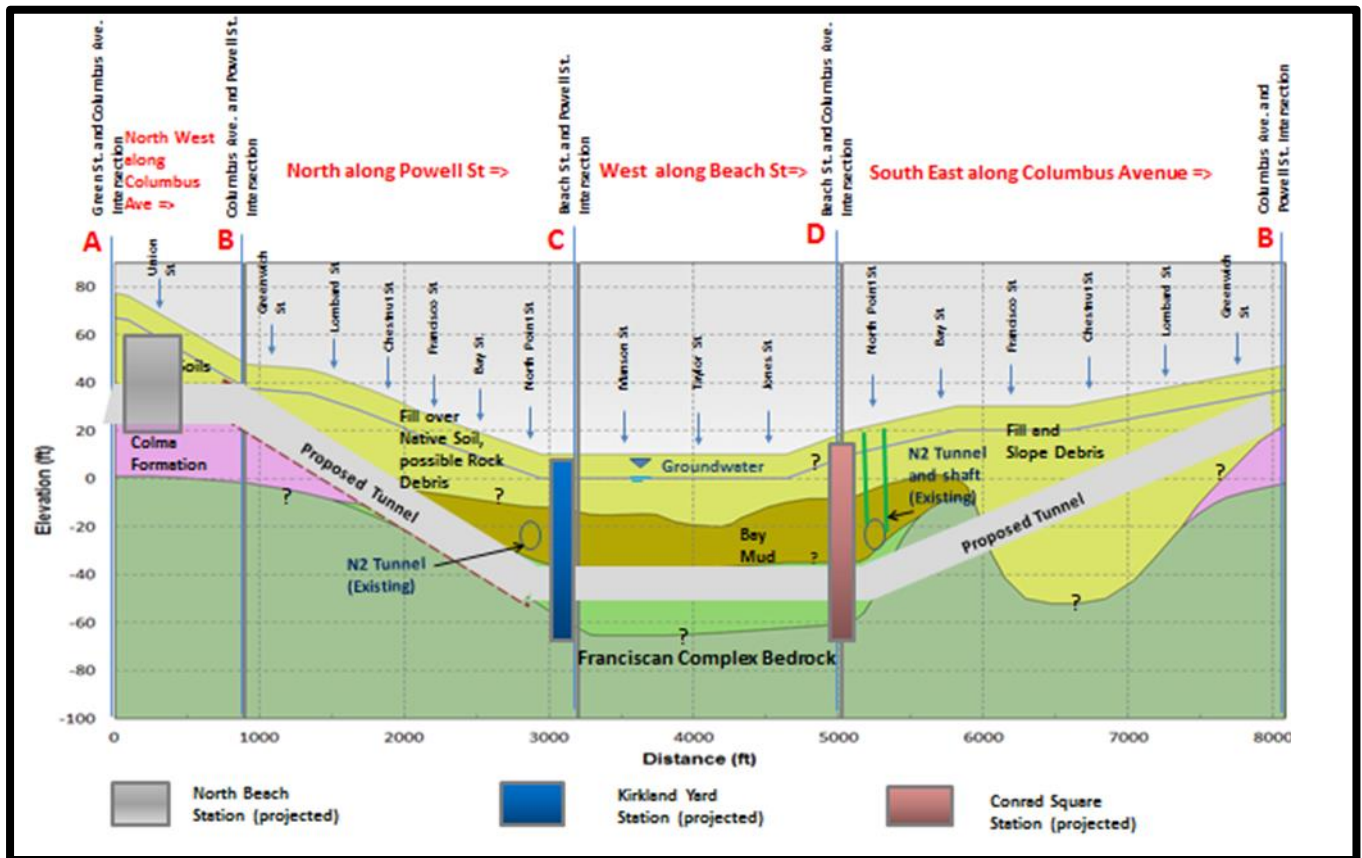 Green St. and Columbus Ave.
Intersection
North West
along
Columbus
Ave =>
Columbus Ave. and Powell St.
Intersection
North along Powell St =>
Beach St. and Powell St.
Intersection
West along Beach St=>
Beach St. and Columbus Ave.
Intersection
South East along Columbus Avenue =>
Columbus Ave. and
Powell St. Intersection
A
B
C
D
B
Union
St
Greenwich
St
Lombard St
Chestnut St
Francisco St
Bay St
North Point St
Manson St
Taylor St
Jones St
North Point St
Bay St
Francisco St
Chestnut St
Lombard St
Greenwich
St
Elevation (ft)
80
60
40
20
0
-20
-40
-60
-80
-100
Soils
Colma
Formation
?
Proposed Tunnel
Fill over
Native Soil,
possible Rock
Debris
?
N2 Tunnel
(Existing)
Groundwater
?
Bay
Mud
?
?
Franciscan Complex Bedrock
N2 Tunnel
and shaft
(Existing)
Fill and
Slope Debris
Proposed Tunnel
?
?
0
1000
2000
3000
4000
5000
6000
7000
8000
Distance (ft)
North Beach
Station (projected)
Kirkland Yard
Station (projected)
Conrad Square
Station (projected)